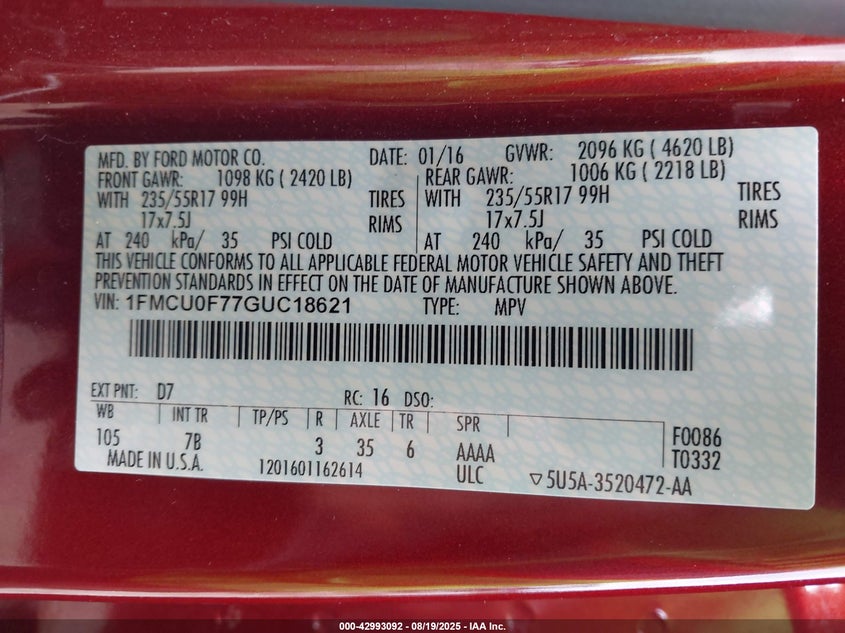 MFD. BY FORD MOTOR CO. DATE: 01/16 GVWR: 2096 KG ( 4620 LB)
FRONT GAWR: 1098 KG ( 2420 LB) REAR GAWR: 1006 KG ( 2218 LB)
WITH 235/55R17 99H TIRES WITH 235/55R17 99H TIRES
17x7.5J RIMS 17x7.5J RIMS
AT 240 kPa/ 35 PSI COLD AT 240 kPa/ 35 PSI COLD
THIS VEHICLE CONFORMS TO ALL APPLICABLE FEDERAL MOTOR VEHICLE SAFETY AND THEFT
PREVENTION STANDARDS IN EFFECT ON THE DATE OF MANUFACTURE SHOWN ABOVE.
VIN: 1FMCU0F77GUC18621 TYPE: MPV
EXT PNT: D7 RC: 16 DSO:
WB INT TR TP/PS R AXLE TR SPR
105 7B 3 35 6 AAAA F0086
MADE IN U.S.A. 1201601162614 ULC T0332
▽5U5A-3520472-AA
000-42993092 - 08/19/2025 - IAA Inc.